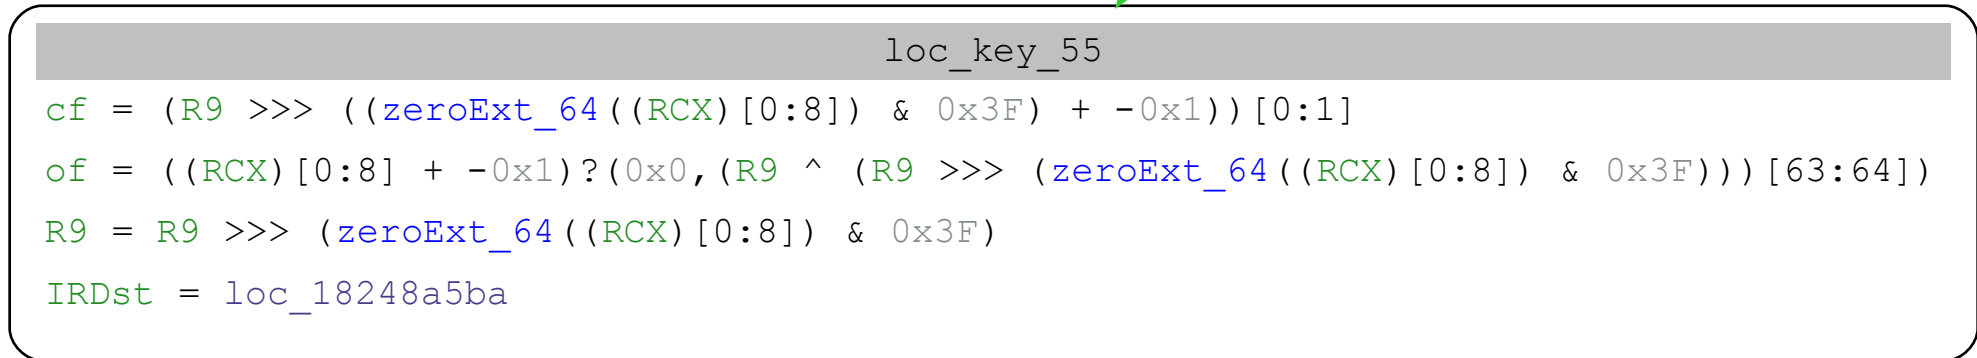 loc_key_55
cf = (R9 >>> ((zeroExt_64((RCX)[0:8]) & 0x3F) + -0x1))[0:1]
of = ((RCX)[0:8] + -0x1)?(0x0,(R9 ^ (R9 >>> (zeroExt_64((RCX)[0:8]) & 0x3F)))[63:64])
R9 = R9 >>> (zeroExt_64((RCX)[0:8]) & 0x3F)
IRDst = loc_18248a5ba